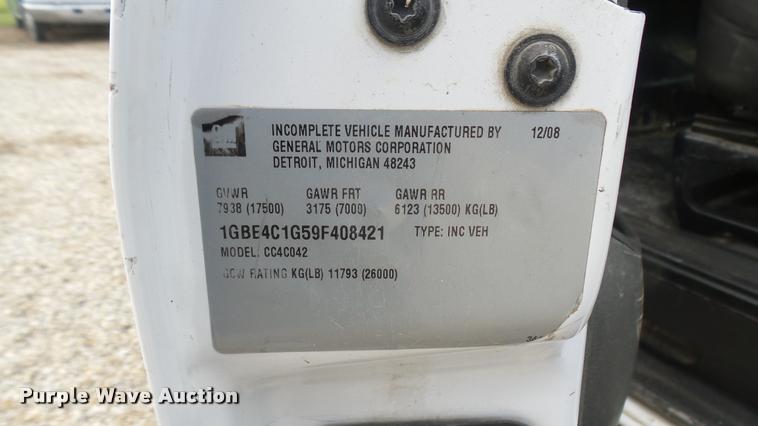 INCOMPLETE VEHICLE MANUFACTURED BY 12/08
GENERAL MOTORS CORPORATION
DETROIT, MICHIGAN 48243
GVWR GAWR FRT GAWR RR
7938 (17500) 3175 (7000) 6123 (13500) KG(LB)
1GBE4C1G59F408421 TYPE: INC VEH
MODEL: CC4C042
GCW RATING KG(LB) 11793 (26000)
Purple Wave Auction®